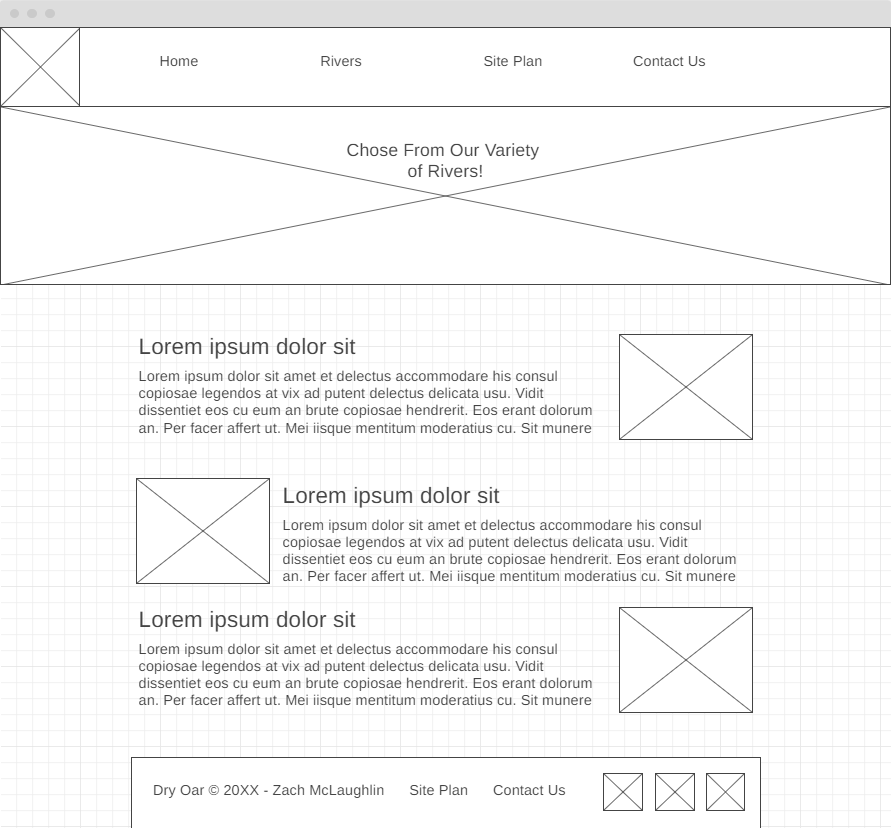 Home Rivers Site Plan Contact Us
Chose From Our Variety
of Rivers!
Lorem ipsum dolor sit
Lorem ipsum dolor sit amet et delectus accommodare his consul
copiosae legendos at vix ad putent delectus delicata usu. Vidit
dissentiet eos cu eum an brute copiosae hendrerit. Eos erant dolorum
an. Per facer affert ut. Mei iisque mentitum moderatius cu. Sit munere
Lorem ipsum dolor sit
Lorem ipsum dolor sit amet et delectus accommodare his consul
copiosae legendos at vix ad putent delectus delicata usu. Vidit
dissentiet eos cu eum an brute copiosae hendrerit. Eos erant dolorum
an. Per facer affert ut. Mei iisque mentitum moderatius cu. Sit munere
Lorem ipsum dolor sit
Lorem ipsum dolor sit amet et delectus accommodare his consul
copiosae legendos at vix ad putent delectus delicata usu. Vidit
dissentiet eos cu eum an brute copiosae hendrerit. Eos erant dolorum
an. Per facer affert ut. Mei iisque mentitum moderatius cu. Sit munere
Dry Oar © 20XX - Zach McLaughlin Site Plan Contact Us